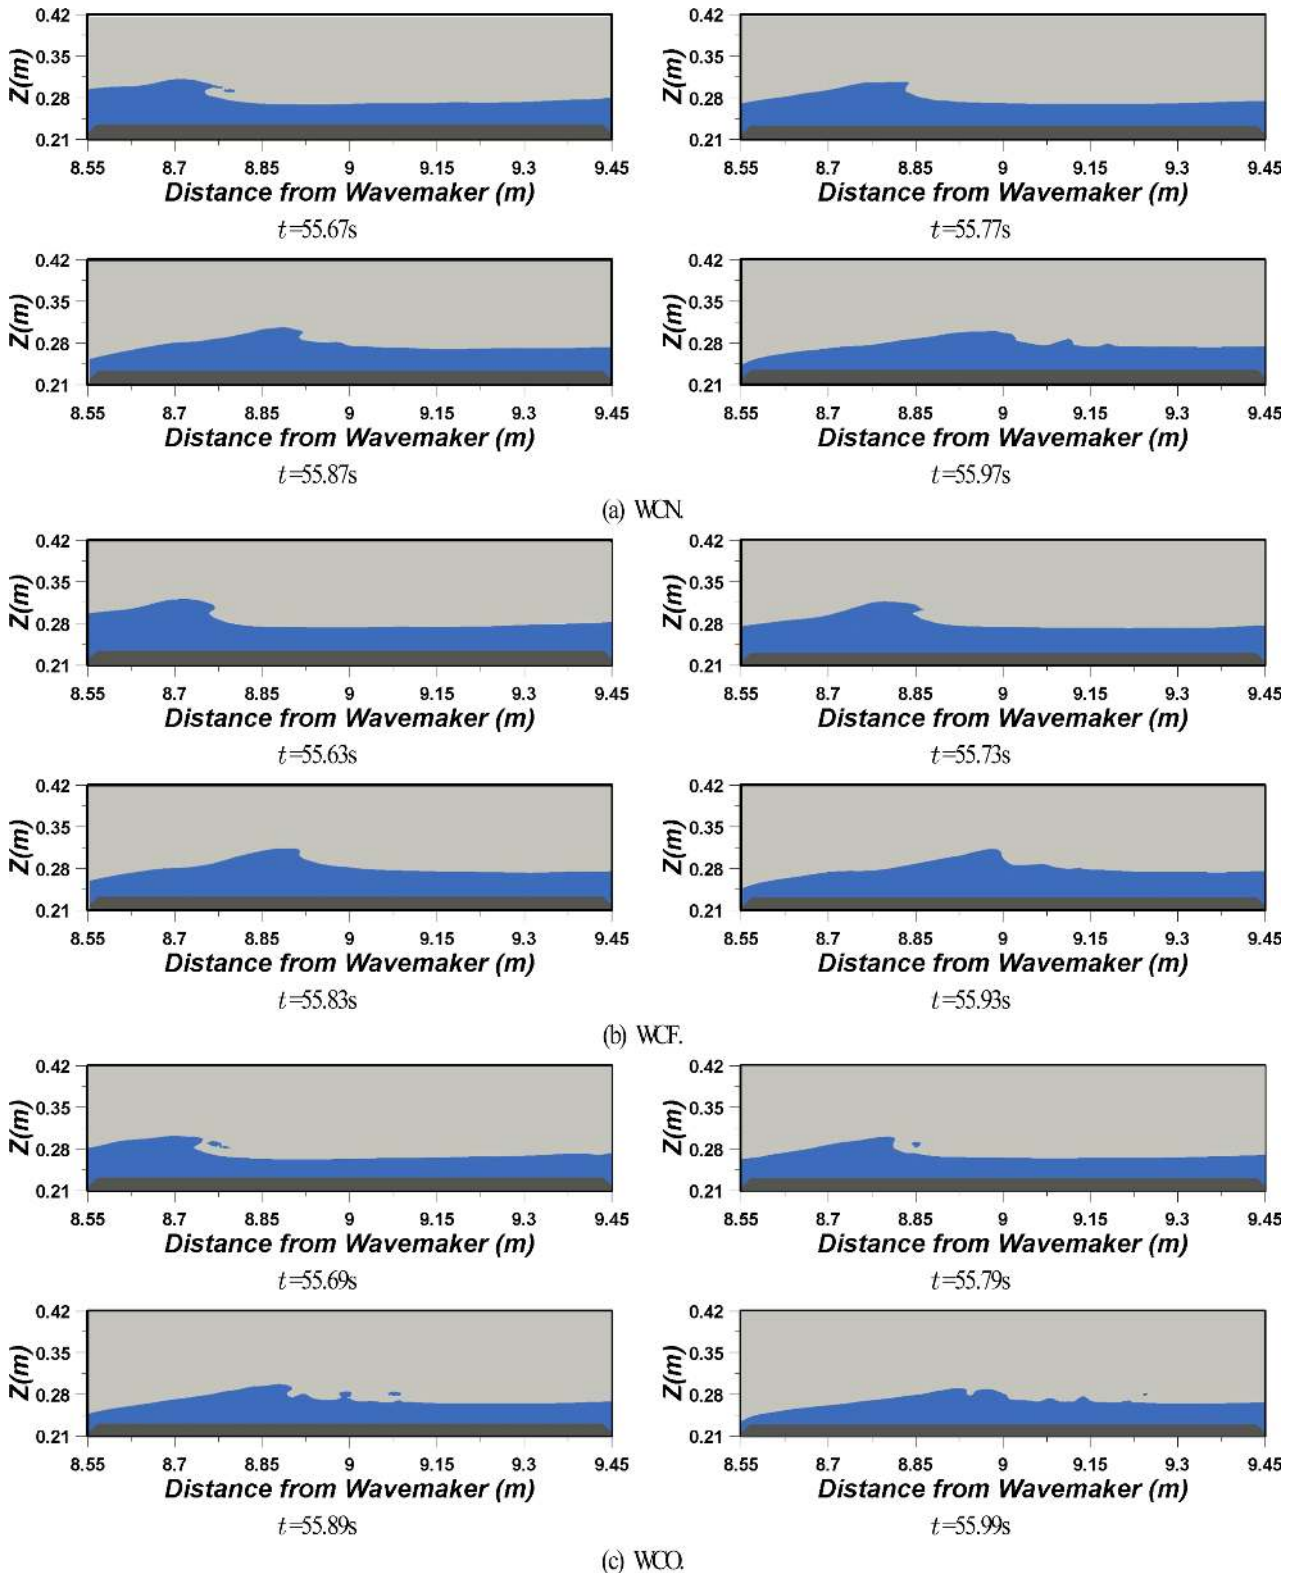 0.42 0.42
0.35 0.35
Z(m) Z(m)
0.28 0.28
0.21 0.21
8.55 8.7 8.85 9 9.15 9.3 9.45 8.55 8.7 8.85 9 9.15 9.3 9.45
Distance from Wavemaker (m) Distance from Wavemaker (m)
t=55.67s t=55.77s
0.42 0.42
0.35 0.35
Z(m) Z(m)
0.28 0.28
0.21 0.21
8.55 8.7 8.85 9 9.15 9.3 9.45 8.55 8.7 8.85 9 9.15 9.3 9.45
Distance from Wavemaker (m) Distance from Wavemaker (m)
t=55.87s t=55.97s
(a) WCN.
0.42 0.42
0.35 0.35
Z(m) Z(m)
0.28 0.28
0.21 0.21
8.55 8.7 8.85 9 9.15 9.3 9.45 8.55 8.7 8.85 9 9.15 9.3 9.45
Distance from Wavemaker (m) Distance from Wavemaker (m)
t=55.63s t=55.73s
0.42 0.42
0.35 0.35
Z(m) Z(m)
0.28 0.28
0.21 0.21
8.55 8.7 8.85 9 9.15 9.3 9.45 8.55 8.7 8.85 9 9.15 9.3 9.45
Distance from Wavemaker (m) Distance from Wavemaker (m)
t=55.83s t=55.93s
(b) WCF.
0.42 0.42
0.35 0.35
Z(m) Z(m)
0.28 0.28
0.21 0.21
8.55 8.7 8.85 9 9.15 9.3 9.45 8.55 8.7 8.85 9 9.15 9.3 9.45
Distance from Wavemaker (m) Distance from Wavemaker (m)
t=55.69s t=55.79s
0.42 0.42
0.35 0.35
Z(m) Z(m)
0.28 0.28
0.21 0.21
8.55 8.7 8.85 9 9.15 9.3 9.45 8.55 8.7 8.85 9 9.15 9.3 9.45
Distance from Wavemaker (m) Distance from Wavemaker (m)
t=55.89s t=55.99s
(c) WCO.